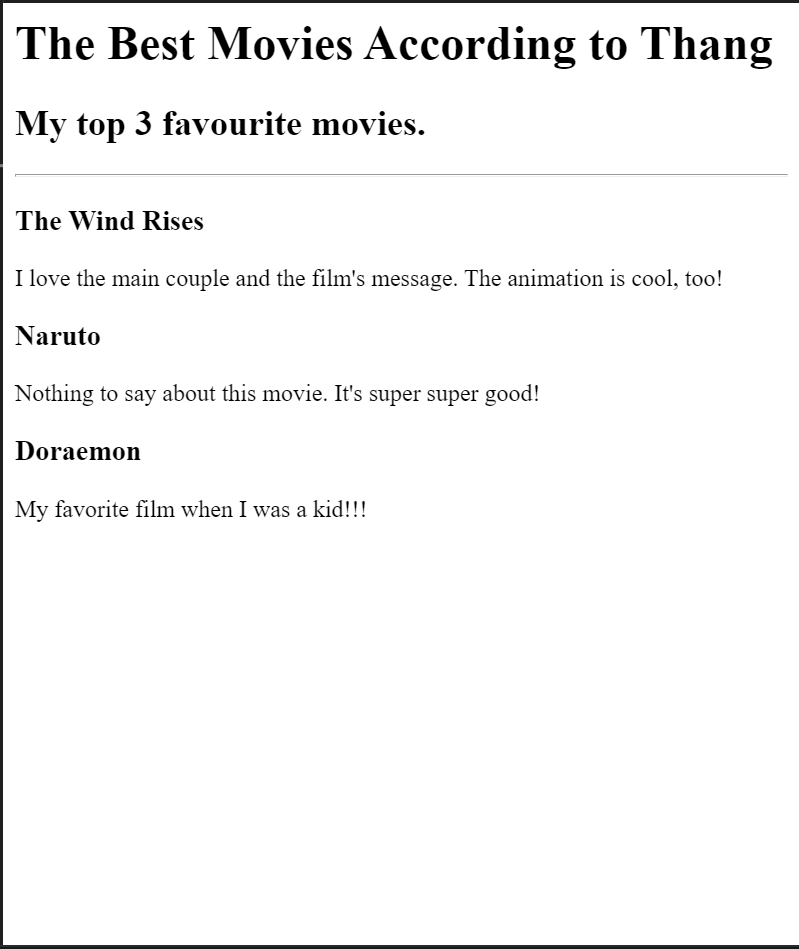 The Best Movies According to Thang
My top 3 favourite movies.
The Wind Rises
I love the main couple and the film's message. The animation is cool, too!
Naruto
Nothing to say about this movie. It's super super good!
Doraemon
My favorite film when I was a kid!!!